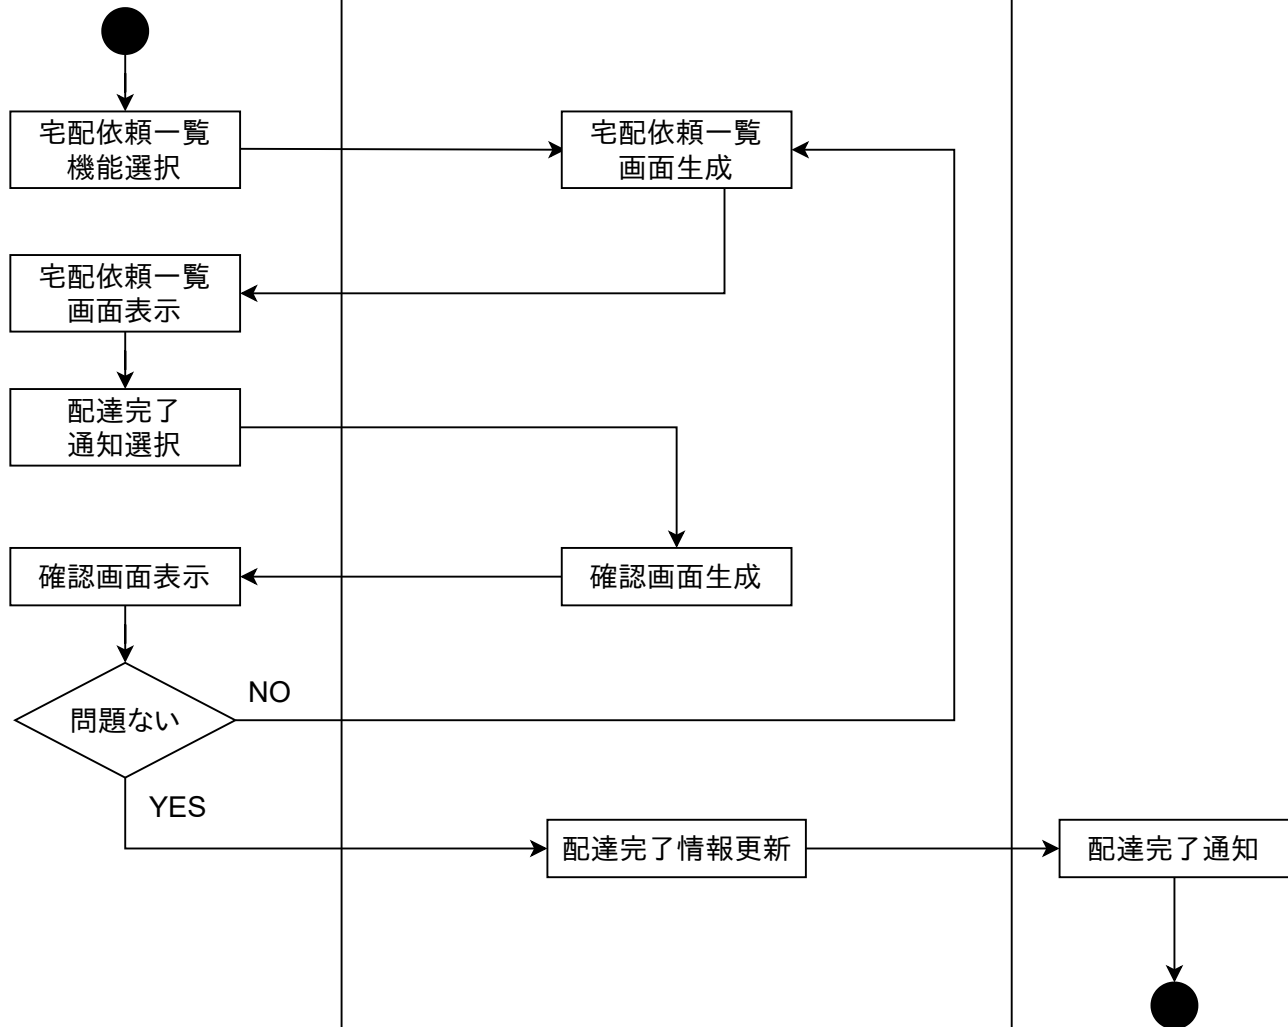 宅配依頼一覧
機能選択
宅配依頼一覧
画面生成
宅配依頼一覧
画面表示
配達完了
通知選択
確認画面表示
確認画面生成
問題ない
NO
YES
配達完了情報更新
配達完了通知